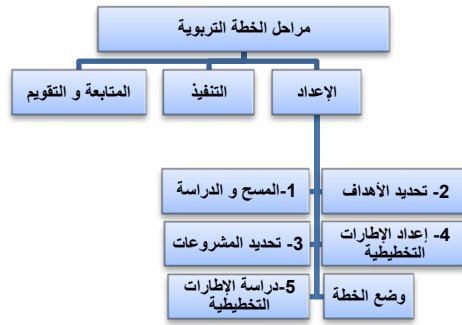 مراحل الخطة التربوية
الإعداد
التنفيذ
المتابعة و التقويم
1-المسح و الدراسة
2- تحديد الأهداف
3- تحديد المشروعات
4- إعداد الإطارات
التخطيطية
5-دراسة الإطارات
التخطيطية
وضع الخطة